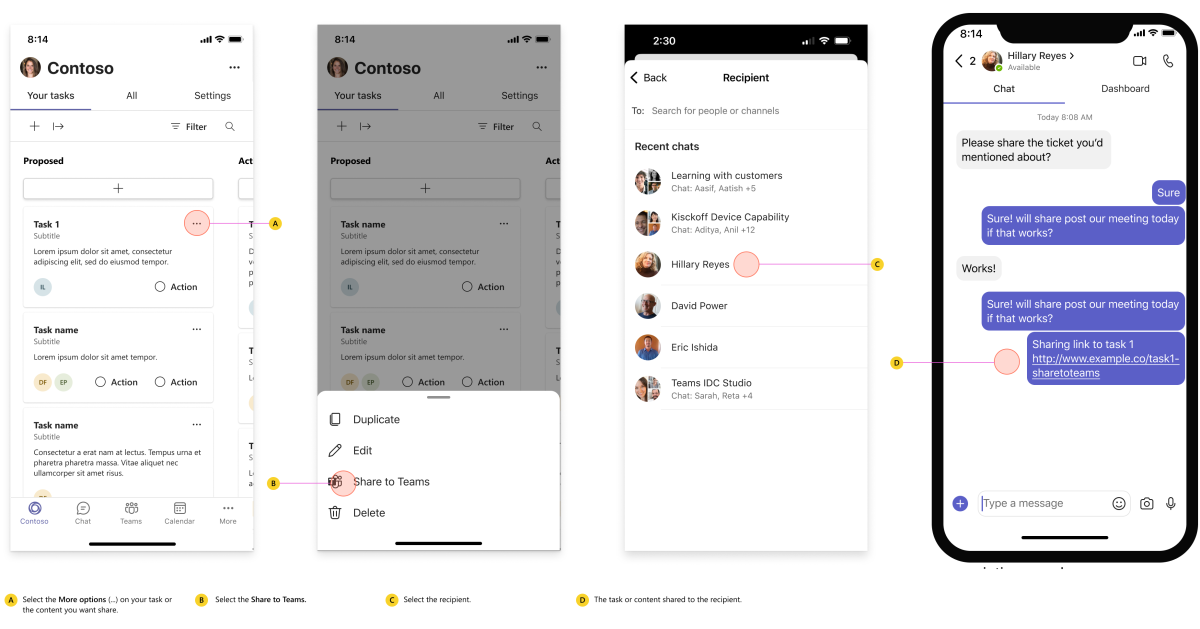 8:14
Contoso
...
Your tasks
All
Settings
Filter
Proposed
Act
Task 1
...
Subtitle
Lorem ipsum dolor sit amet, consectetur
adipiscing elit, sed do eiusmod tempor.
IL
Action
Task name
...
Lorem ipsum dolor sit amet tempor.
DF
EP
Action
Action
Task name
...
Subtitle
Consectetur a erat nam at lectus. Tempus urna et
pharetra pharetra massa. Vitae aliquet nec
ullamcorper sit amet risus.
Contoso
Chat
Teams
Calendar
More
A
8:14
Contoso
...
Your tasks
All
Settings
Filter
Proposed
Act
Task name
...
Subtitle
Lorem ipsum dolor sit amet, consectetur
adipiscing elit, sed do eiusmod tempor.
IL
Action
Task name
...
Lorem ipsum dolor sit amet tempor.
DF
EP
Action
Action
Duplicate
Edit
Share to Teams
Delete
B
2:30
Back
Recipient
To:
Search for people or channels
Recent chats
Learning with customers
Chat: Aasif, Aatish +5
Kisckoff Device Capability
Chat: Aditya, Anil +12
Hillary Reyes
David Power
Eric Ishida
Teams IDC Studio
Chat: Sarah, Reta +4
C
8:14
2
Hillary Reyes
Available
Chat
Dashboard
Today 8:08 AM
Please share the ticket you’d
mentioned about?
Sure
Sure! will share post our meeting today
if that works?
Works!
Sure! will share post our meeting today
if that works?
Sharing link to task 1
http://www.example.co/task1-
sharetoteams
D
Type a message
A Select the More options (...) on your task or
the content you want share.
B Select the Share to Teams.
C Select the recipient.
D The task or content shared to the recipient.